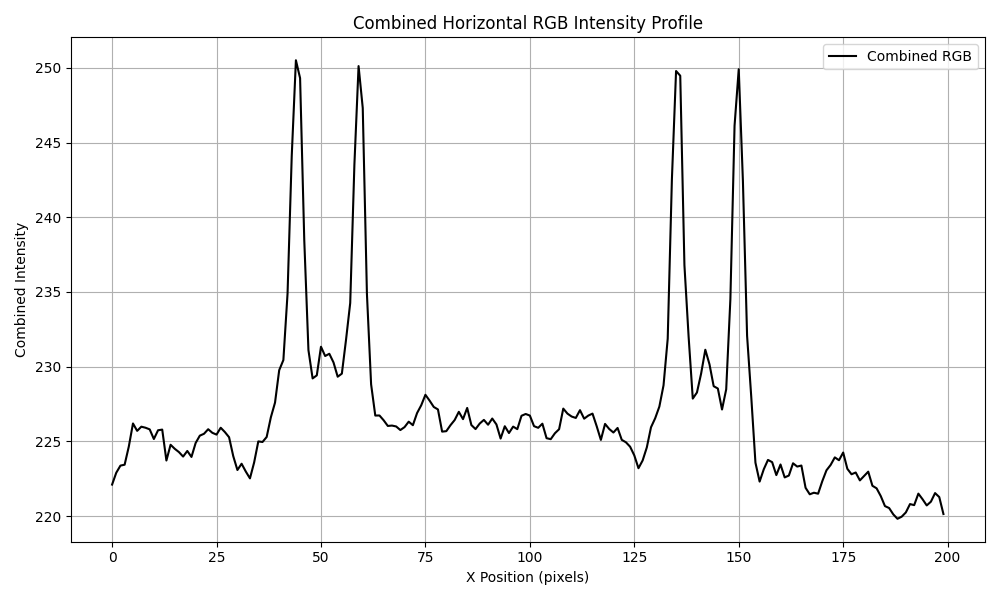 Combined Horizontal RGB Intensity Profile
Combined RGB
250
245
240
235
230
225
220
Combined Intensity
0 25 50 75 100 125 150 175 200
X Position (pixels)